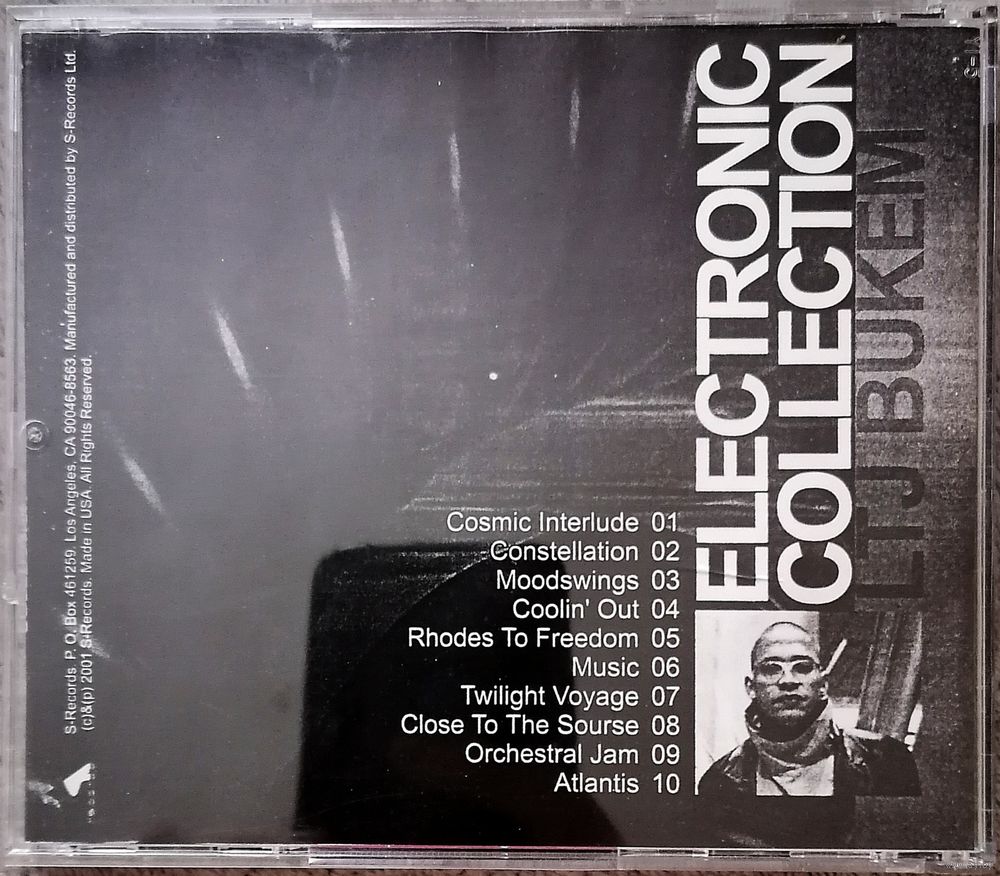 ELECTRONIC
COLLECTION
LTJ BUKEM
Cosmic Interlude 01
Constellation 02
Moodswings 03
Coolin' Out 04
Rhodes To Freedom 05
Music 06
Twilight Voyage 07
Close To The Sourse 08
Orchestral Jam 09
Atlantis 10
S-Records. P. O. Box 461259. Los Angeles, CA 90046-8563. Manufactured and distributed by S-Records Ltd.
(c)&(p) 2001 S-Records. Made in USA. All Rights Reserved.